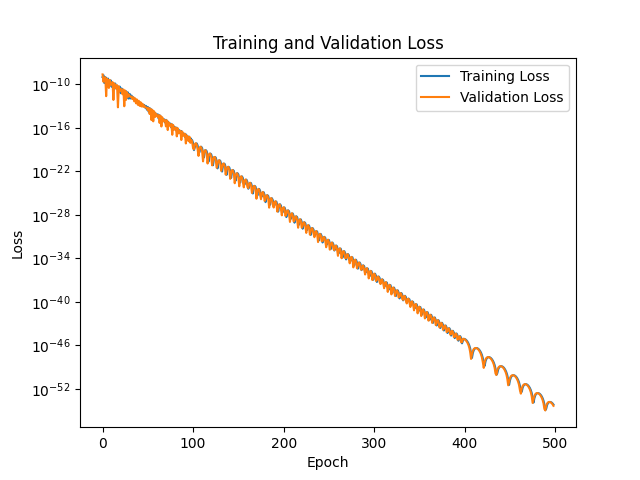 Training and Validation Loss
Training Loss
Validation Loss
Loss
10⁻¹⁰
10⁻¹⁶
10⁻²²
10⁻²⁸
10⁻³⁴
10⁻⁴⁰
10⁻⁴⁶
10⁻⁵²
0 100 200 300 400 500
Epoch